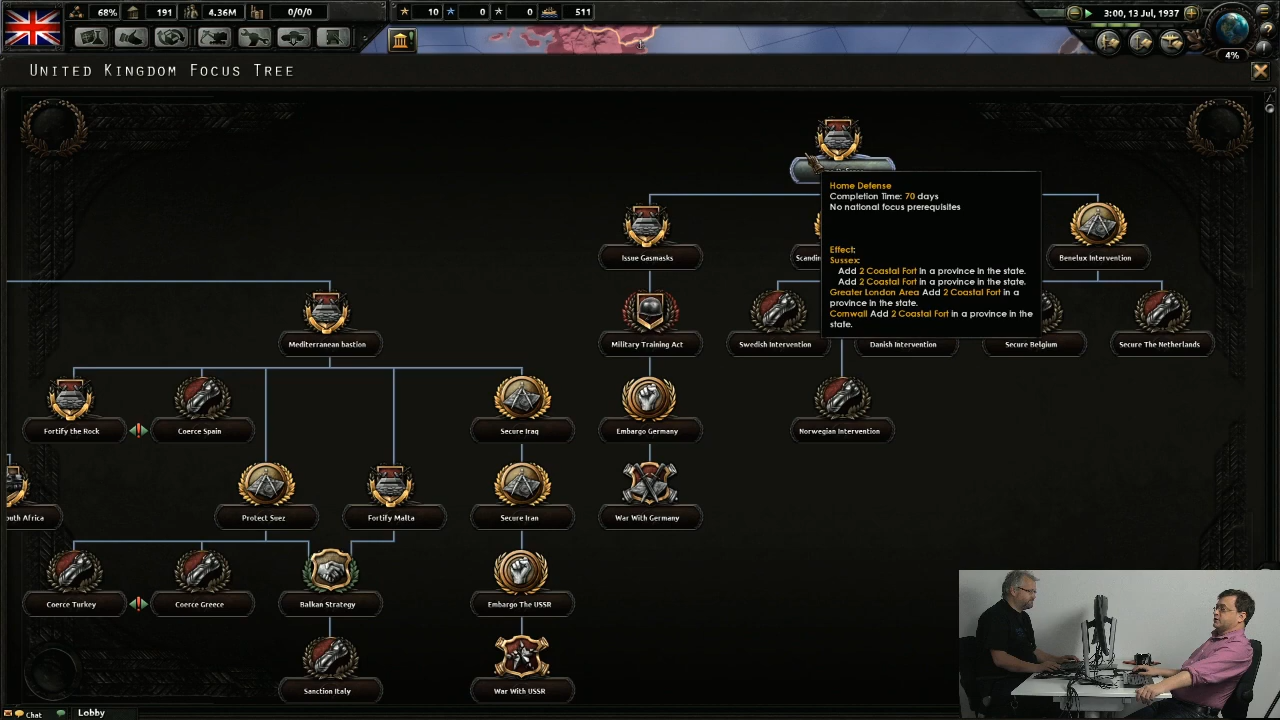 68% 191 4.36M 0/0/0 10 0 0 511 3:00, 13 Jul, 1937
4%
United Kingdom Focus Tree
Home Defense
Completion Time: 70 days
No national focus prerequisites
Effect:
Sussex:
Add 2 Coastal Fort in a province in the state.
Add 2 Coastal Fort in a province in the state.
Greater London Area Add 2 Coastal Fort in a
province in the state.
Cornwall Add 2 Coastal Fort in a province in the
state.
Issue Gasmasks
Scandin
Benelux Intervention
Mediterranean bastion
Military Training Act
Swedish Intervention
Danish Intervention
Secure Belgium
Secure The Netherlands
Fortify the Rock
Coerce Spain
Secure Iraq
Embargo Germany
Norwegian Intervention
outh Africa
Protect Suez
Fortify Malta
Secure Iran
War With Germany
Coerce Turkey
Coerce Greece
Balkan Strategy
Embargo The USSR
Sanction Italy
War With USSR
Chat
Lobby